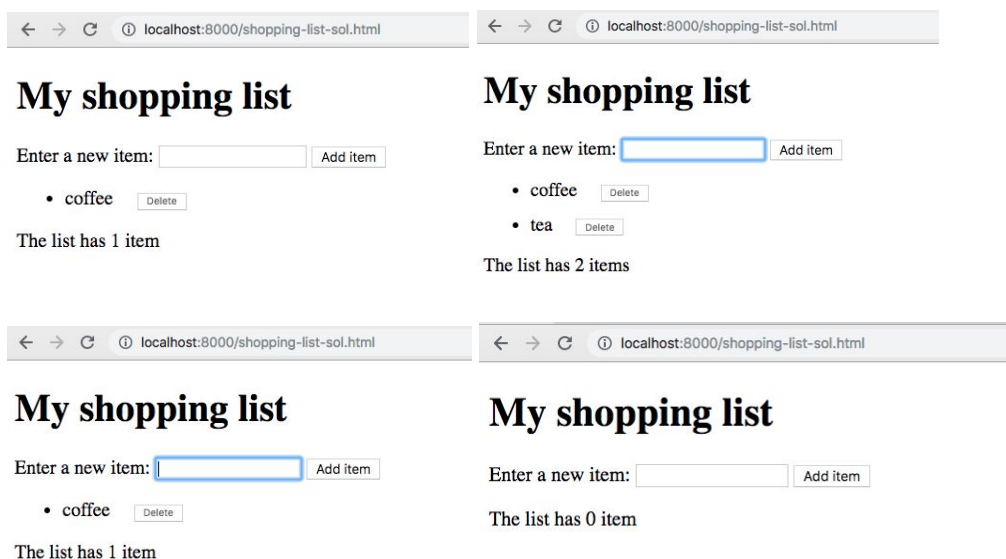 localhost:8000/shopping-list-sol.html
My shopping list
Enter a new item: Add item
coffee Delete
The list has 1 item
localhost:8000/shopping-list-sol.html
My shopping list
Enter a new item: Add item
coffee Delete
tea Delete
The list has 2 items
localhost:8000/shopping-list-sol.html
My shopping list
Enter a new item: Add item
coffee Delete
The list has 1 item
localhost:8000/shopping-list-sol.html
My shopping list
Enter a new item: Add item
The list has 0 item